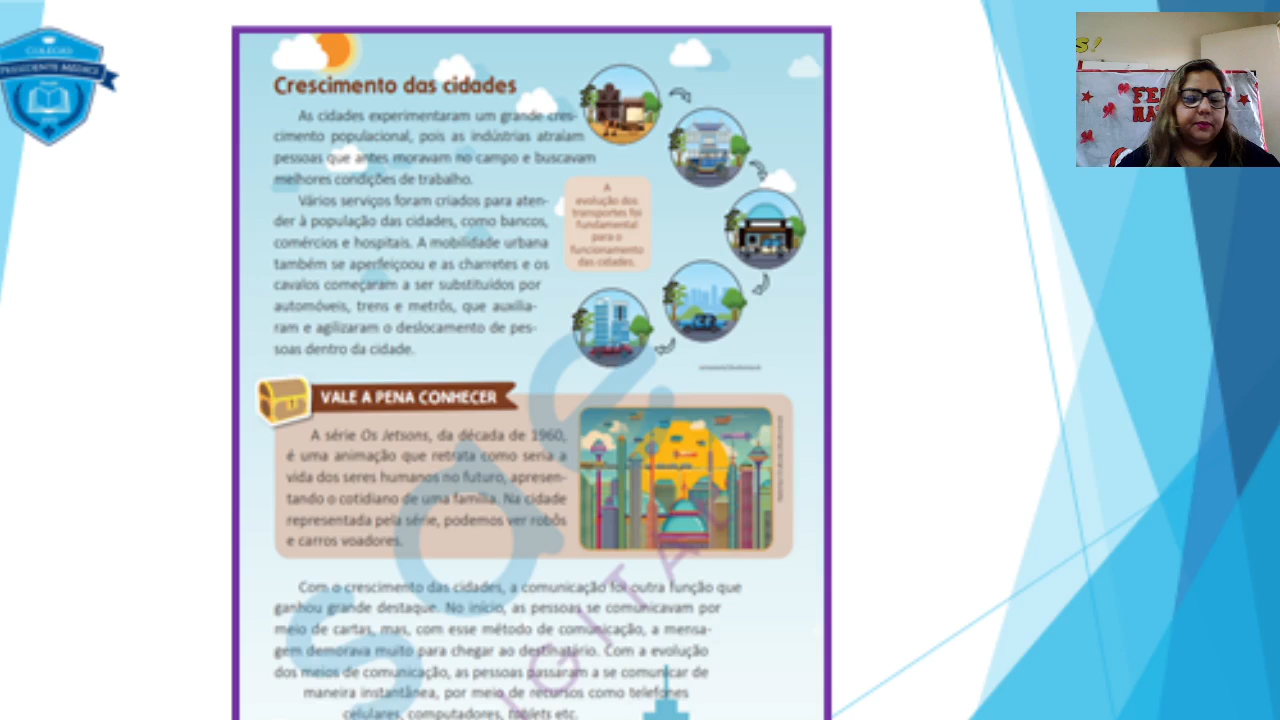 COLÉGIO
PRESIDENTE MÉDICI
Crescimento das cidades
As cidades experimentaram um grande cres-
cimento populacional, pois as indústrias atraíam
pessoas que antes moravam no campo e buscavam
melhores condições de trabalho.
Vários serviços foram criados para aten-
der à população das cidades, como bancos,
comércios e hospitais. A mobilidade urbana
também se aperfeiçoou e as charretes e os
cavalos começaram a ser substituídos por
automóveis, trens e metrôs, que auxilia-
ram e agilizaram o deslocamento de pes-
soas dentro da cidade.
A
evolução dos
transportes foi
fundamental
para o
funcionamento
das cidades.
VALE A PENA CONHECER
A série Os Jetsons, da década de 1960,
é uma animação que retrata como seria a
vida dos seres humanos no futuro, apresen-
tando o cotidiano de uma família. Na cidade
representada pela série, podemos ver robôs
e carros voadores.
Com o crescimento das cidades, a comunicação foi outra função que
ganhou grande destaque. No início, as pessoas se comunicavam por
meio de cartas, mas, com esse método de comunicação, a mensa-
gem demorava muito para chegar ao destinatário. Com a evolução
dos meios de comunicação, as pessoas passaram a se comunicar de
maneira instantânea, por meio de recursos como telefones
celulares, computadores, tablets etc.
sae
DIGITAL
S!